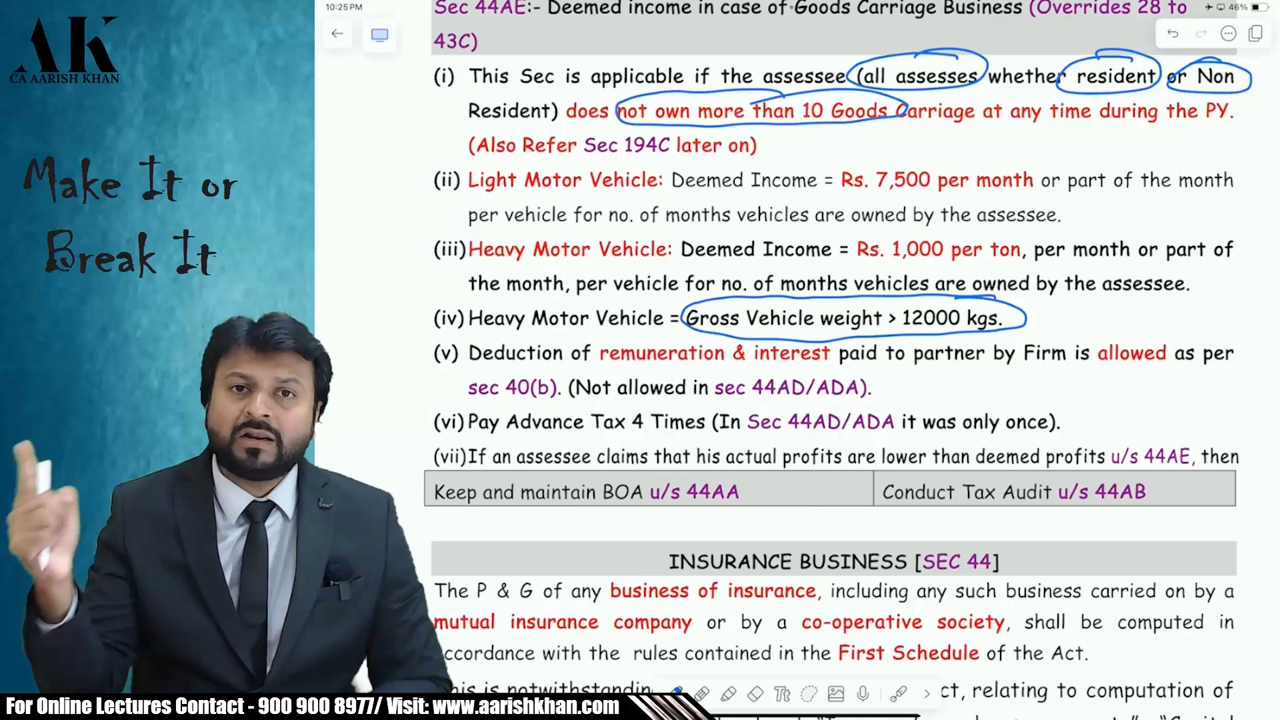 10:25 PM
46%
AK
CA AARISH KHAN
Make It or
Break It
Sec 44AE:- Deemed income in case of Goods Carriage Business (Overrides 28 to
43C)
(i) This Sec is applicable if the assessee (all assesses whether resident or Non
Resident) does not own more than 10 Goods Carriage at any time during the PY.
(Also Refer Sec 194C later on)
(ii) Light Motor Vehicle: Deemed Income = Rs. 7,500 per month or part of the month
per vehicle for no. of months vehicles are owned by the assessee.
(iii) Heavy Motor Vehicle: Deemed Income = Rs. 1,000 per ton, per month or part of
the month, per vehicle for no. of months vehicles are owned by the assessee.
(iv) Heavy Motor Vehicle = Gross Vehicle weight > 12000 kgs.
(v) Deduction of remuneration & interest paid to partner by Firm is allowed as per
sec 40(b). (Not allowed in sec 44AD/ADA).
(vi) Pay Advance Tax 4 Times (In Sec 44AD/ADA it was only once).
(vii) If an assessee claims that his actual profits are lower than deemed profits u/s 44AE, then
Keep and maintain BOA u/s 44AA
Conduct Tax Audit u/s 44AB
INSURANCE BUSINESS [SEC 44]
The P & G of any business of insurance, including any such business carried on by a
mutual insurance company or by a co-operative society, shall be computed in
accordance with the rules contained in the First Schedule of the Act.
This is notwithstandin ct, relating to computation of
For Online Lectures Contact - 900 900 8977/ Visit: www.aarishkhan.com